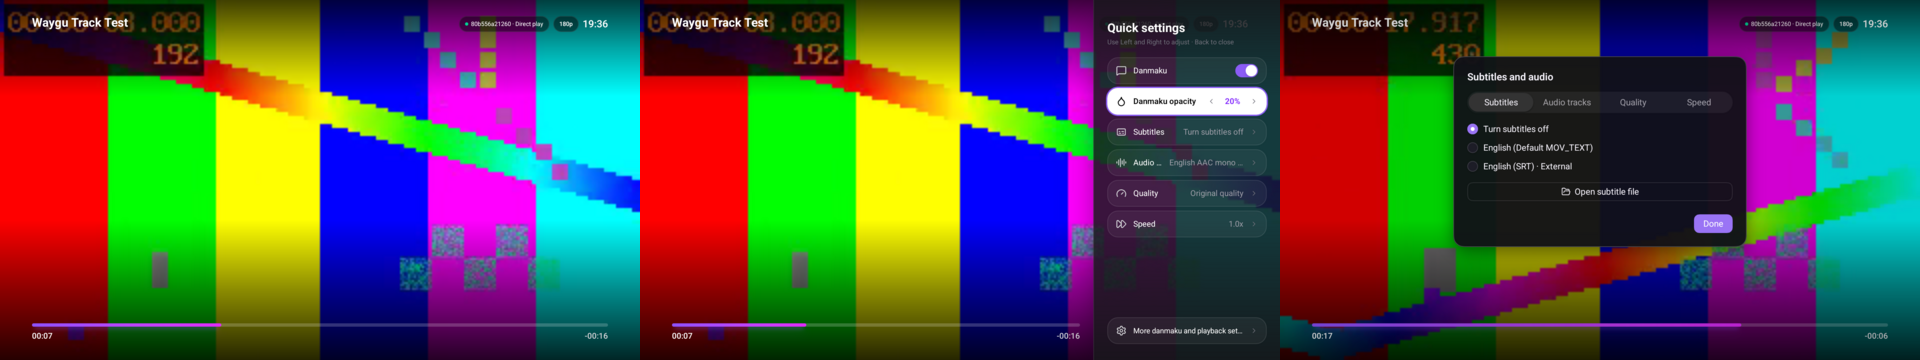 Waygu Track Test
80b556a21260 · Direct play
180p
19:36
192
00:07
-00:16
Waygu Track Test
192
00:07
-00:16
19:36
Quick settings
Use Left and Right to adjust · Back to close
Danmaku
Danmaku opacity
20%
Subtitles
Turn subtitles off
Audio ...
English AAC mono ...
Quality
Original quality
Speed
1.0x
More danmaku and playback set...
Waygu Track Test
80b556a21260 · Direct play
180p
19:36
430
Subtitles and audio
Subtitles
Audio tracks
Quality
Speed
Turn subtitles off
English (Default MOV_TEXT)
English (SRT) · External
Open subtitle file
Done
00:17
-00:06